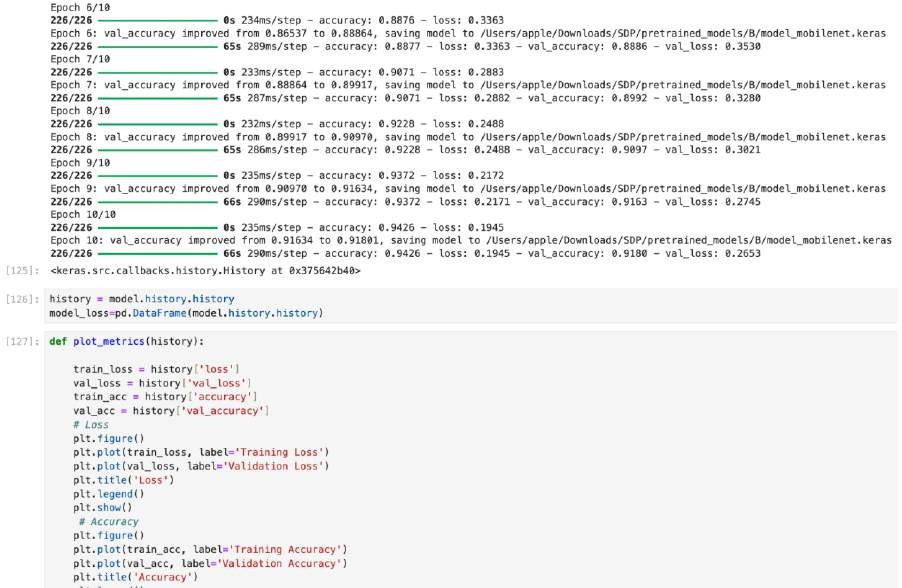 Epoch 6/10
226/226 0s 234ms/step - accuracy: 0.8876 - loss: 0.3363
Epoch 6: val_accuracy improved from 0.86537 to 0.88864, saving model to /Users/apple/Downloads/SDP/pretrained_models/B/model_mobilenet.keras
226/226 65s 289ms/step - accuracy: 0.8877 - loss: 0.3363 - val_accuracy: 0.8886 - val_loss: 0.3530
Epoch 7/10
226/226 0s 233ms/step - accuracy: 0.9071 - loss: 0.2883
Epoch 7: val_accuracy improved from 0.88864 to 0.89917, saving model to /Users/apple/Downloads/SDP/pretrained_models/B/model_mobilenet.keras
226/226 65s 287ms/step - accuracy: 0.9071 - loss: 0.2882 - val_accuracy: 0.8992 - val_loss: 0.3280
Epoch 8/10
226/226 0s 232ms/step - accuracy: 0.9228 - loss: 0.2488
Epoch 8: val_accuracy improved from 0.89917 to 0.90970, saving model to /Users/apple/Downloads/SDP/pretrained_models/B/model_mobilenet.keras
226/226 65s 286ms/step - accuracy: 0.9228 - loss: 0.2488 - val_accuracy: 0.9097 - val_loss: 0.3021
Epoch 9/10
226/226 0s 235ms/step - accuracy: 0.9372 - loss: 0.2172
Epoch 9: val_accuracy improved from 0.90970 to 0.91634, saving model to /Users/apple/Downloads/SDP/pretrained_models/B/model_mobilenet.keras
226/226 66s 290ms/step - accuracy: 0.9372 - loss: 0.2171 - val_accuracy: 0.9163 - val_loss: 0.2745
Epoch 10/10
226/226 0s 235ms/step - accuracy: 0.9426 - loss: 0.1945
Epoch 10: val_accuracy improved from 0.91634 to 0.91801, saving model to /Users/apple/Downloads/SDP/pretrained_models/B/model_mobilenet.keras
226/226 66s 290ms/step - accuracy: 0.9426 - loss: 0.1945 - val_accuracy: 0.9180 - val_loss: 0.2653
[125]: <keras.src.callbacks.history.History at 0x375642b40>
[126]: history = model.history.history
model_loss=pd.DataFrame(model.history.history)
[127]: def plot_metrics(history):
train_loss = history['loss']
val_loss = history['val_loss']
train_acc = history['accuracy']
val_acc = history['val_accuracy']
# Loss
plt.figure()
plt.plot(train_loss, label='Training Loss')
plt.plot(val_loss, label='Validation Loss')
plt.title('Loss')
plt.legend()
plt.show()
# Accuracy
plt.figure()
plt.plot(train_acc, label='Training Accuracy')
plt.plot(val_acc, label='Validation Accuracy')
plt.title('Accuracy')